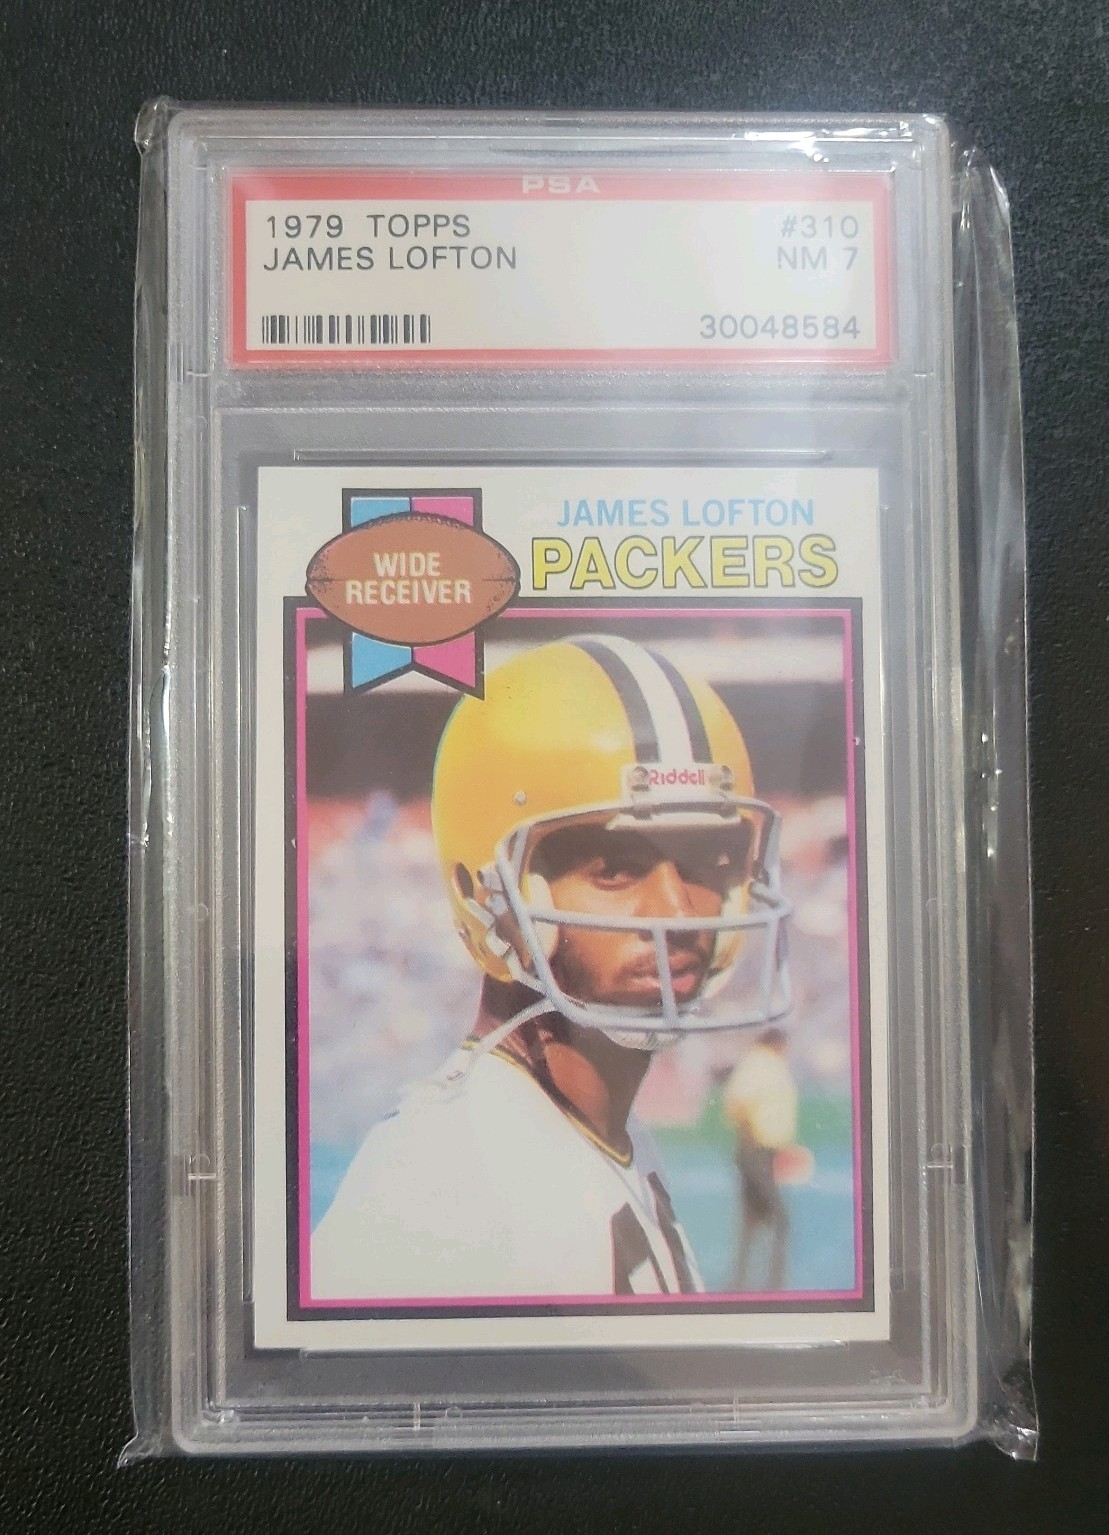 PSA
1979 TOPPS #310
JAMES LOFTON NM 7
30048584
JAMES LOFTON
PACKERS
WIDE
RECEIVER
Riddell